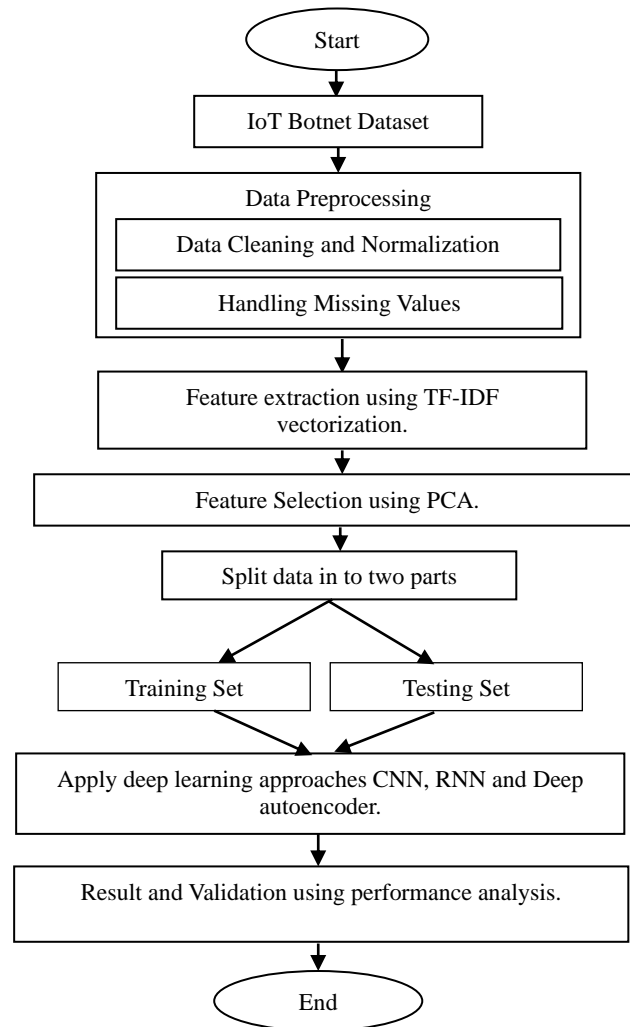 Start
IoT Botnet Dataset
Data Preprocessing
Data Cleaning and Normalization
Handling Missing Values
Feature extraction using TF-IDF
vectorization.
Feature Selection using PCA.
Split data in to two parts
Training Set
Testing Set
Apply deep learning approaches CNN, RNN and Deep
autoencoder.
Result and Validation using performance analysis.
End